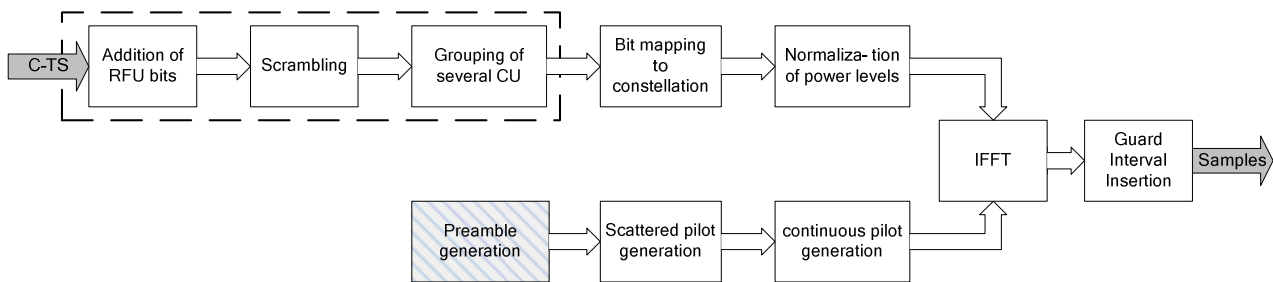 C-TS
Addition of
RFU bits
Scrambling
Grouping of
several CU
Bit mapping
to
constellation
Normaliza- tion
of power levels
IFFT
Guard
Interval
Insertion
Samples
Preamble
generation
Scattered pilot
generation
continuous pilot
generation